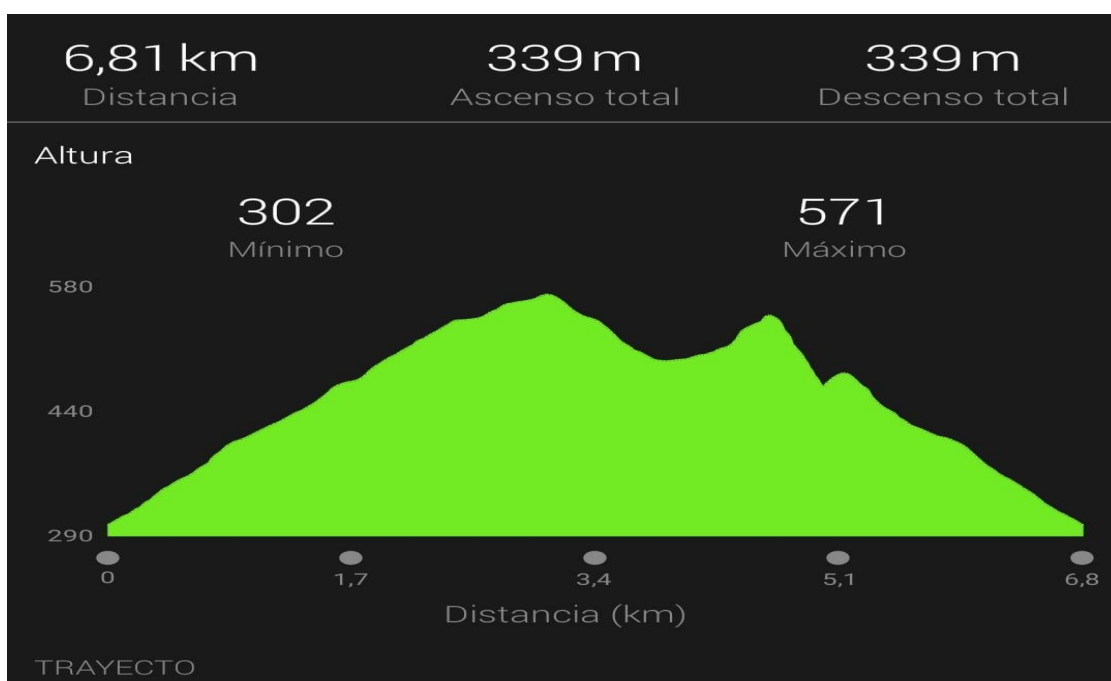 6,81 km 339 m 339 m
Distancia Ascenso total Descenso total
Altura
302 571
Mínimo Máximo
580
440
290
0 1,7 3,4 5,1 6,8
Distancia (km)
TRAYECTO